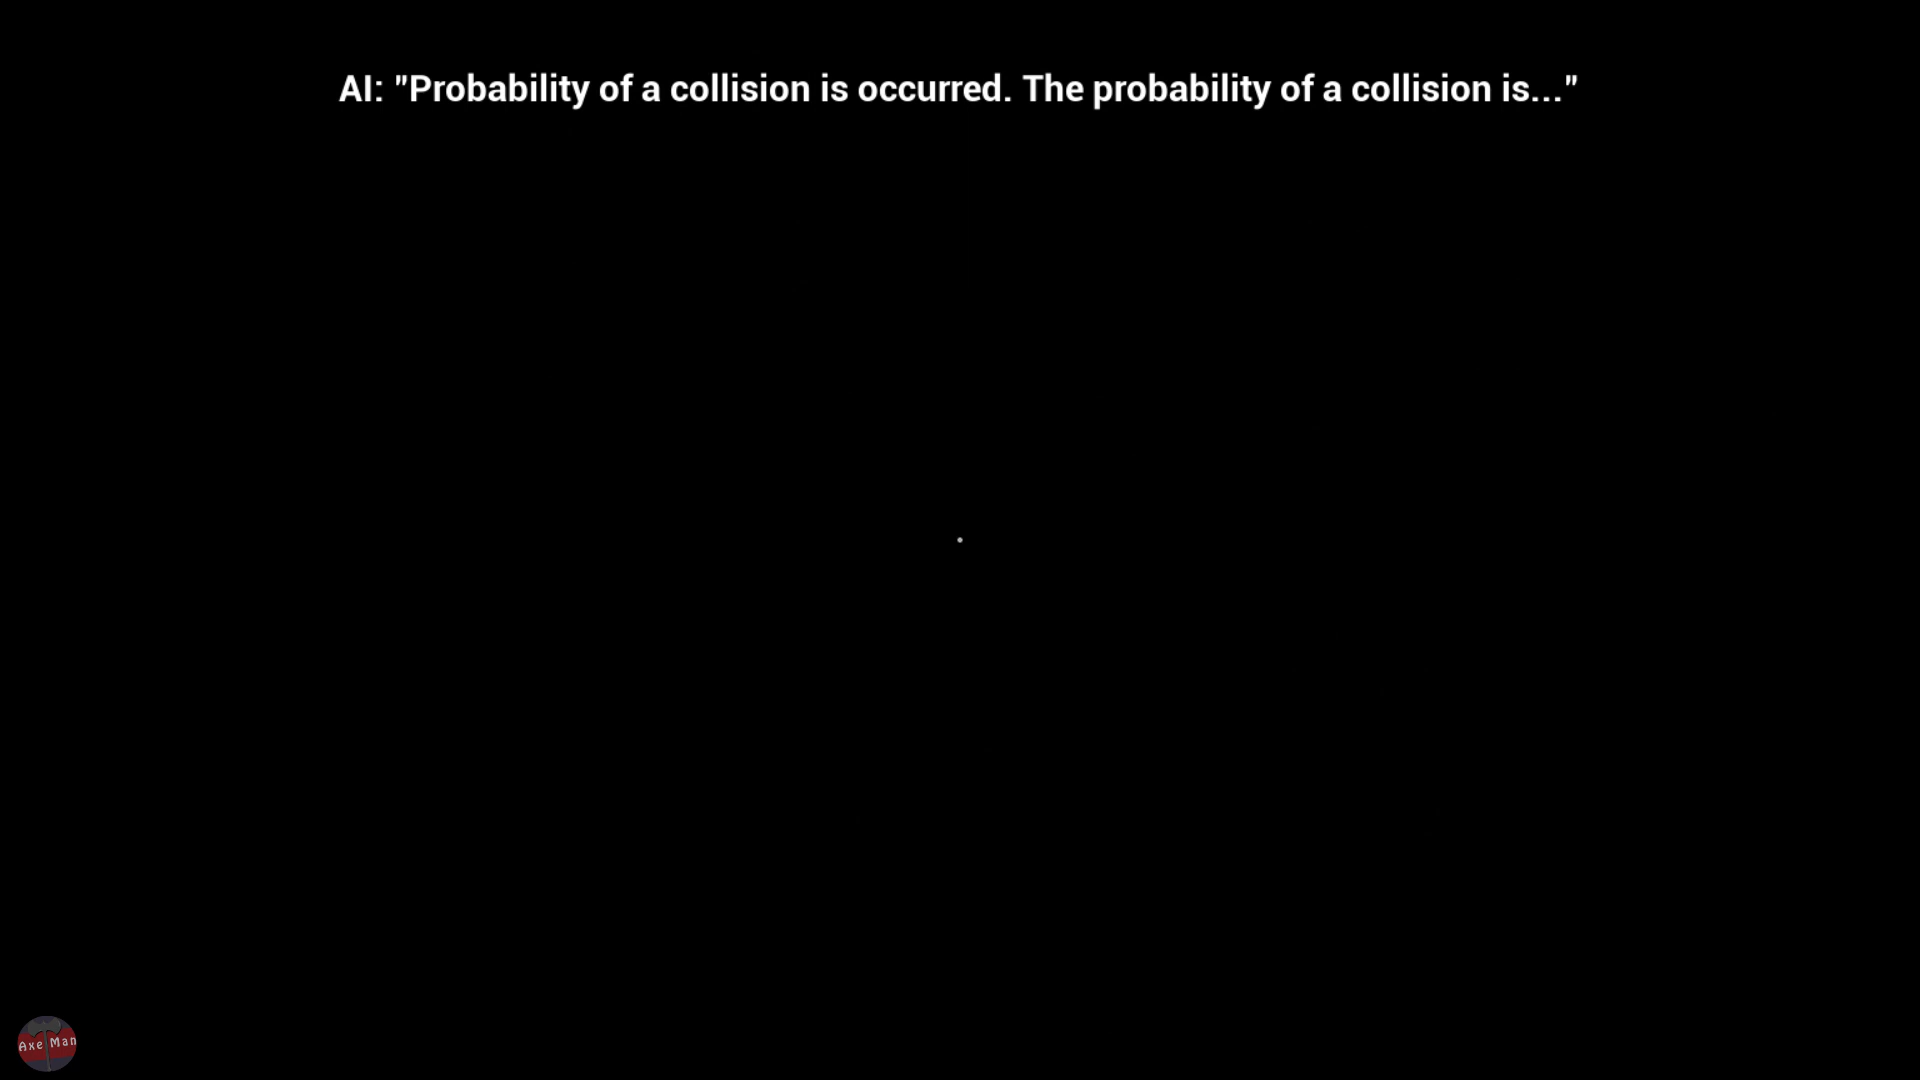 AI: "Probability of a collision is occurred. The probability of a collision is..."
Axe Man